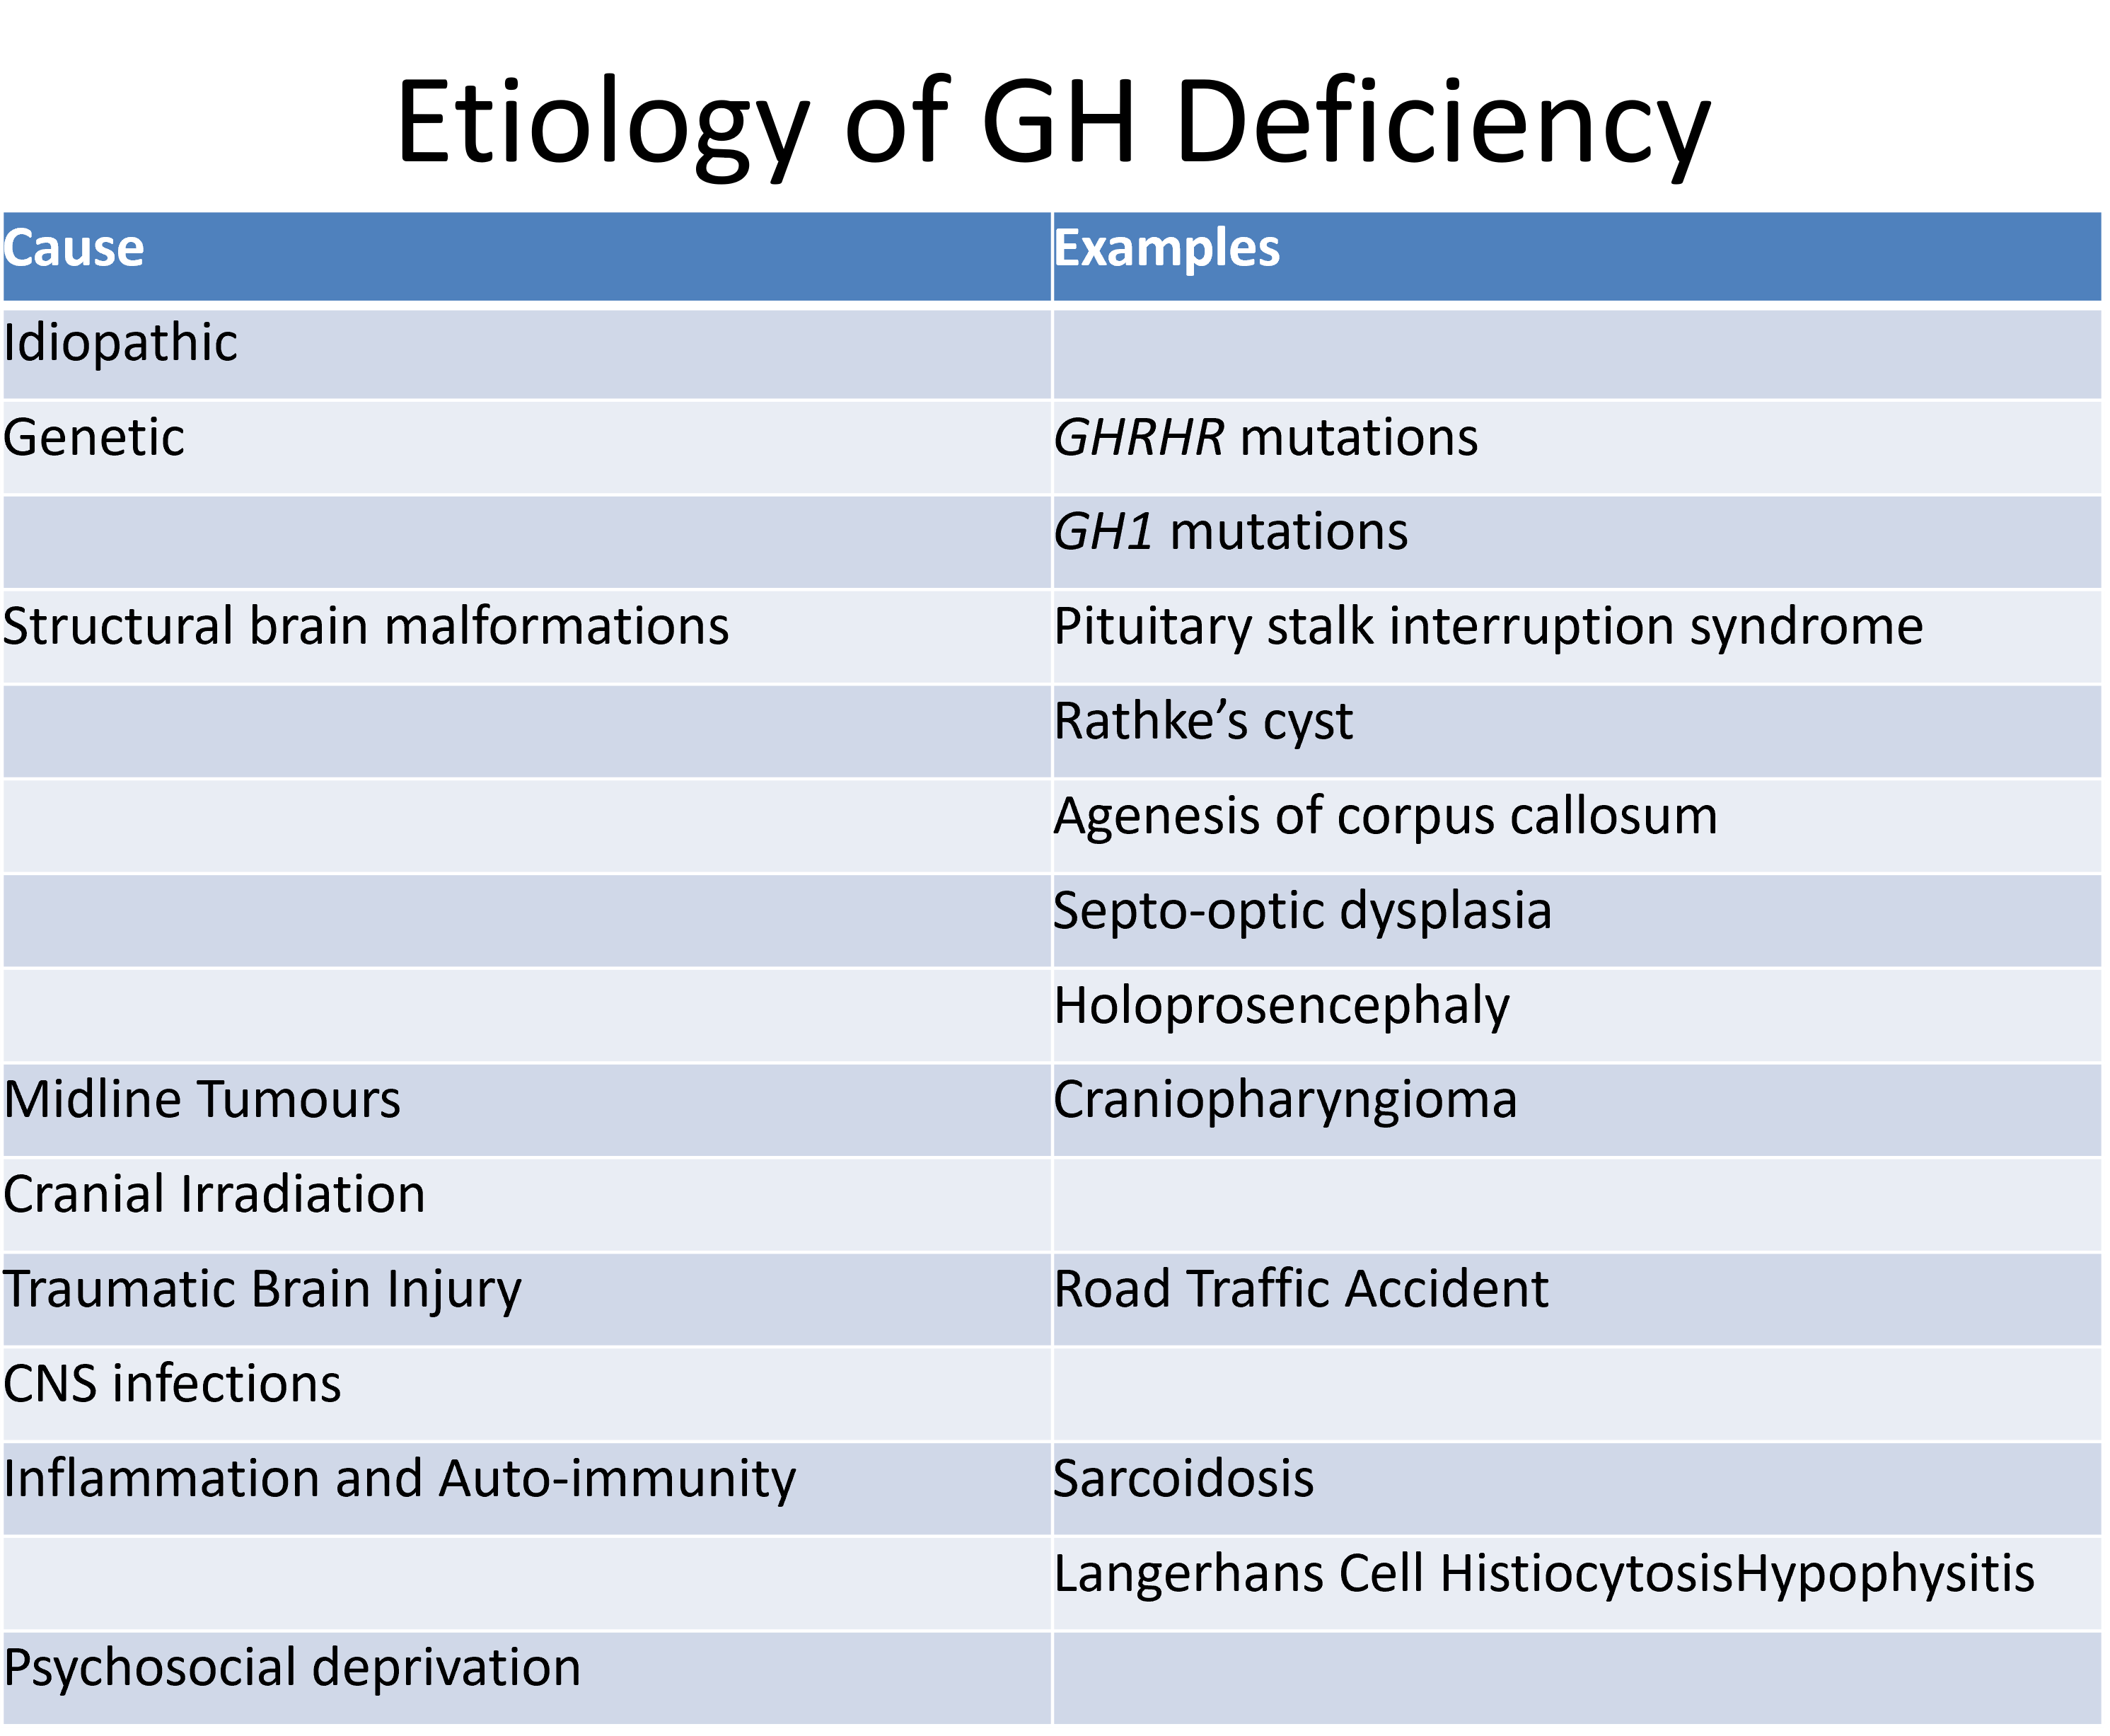 Etiology of GH Deficiency
Cause Examples
Idiopathic
Genetic GHRHR mutations
GH1 mutations
Structural brain malformations Pituitary stalk interruption syndrome
Rathke’s cyst
Agenesis of corpus callosum
Septo-optic dysplasia
Holoprosencephaly
Midline Tumours Craniopharyngioma
Cranial Irradiation
Traumatic Brain Injury Road Traffic Accident
CNS infections
Inflammation and Auto-immunity Sarcoidosis
Langerhans Cell HistiocytosisHypophysitis
Psychosocial deprivation